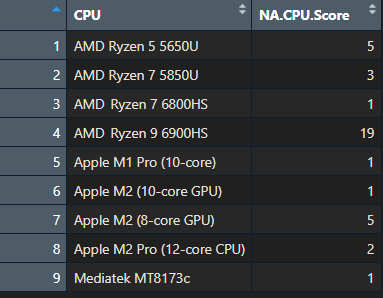 CPU NA.CPU.Score
1 AMD Ryzen 5 5650U 5
2 AMD Ryzen 7 5850U 3
3 AMD Ryzen 7 6800HS 1
4 AMD Ryzen 9 6900HS 19
5 Apple M1 Pro (10-core) 1
6 Apple M2 (10-core GPU) 1
7 Apple M2 (8-core GPU) 5
8 Apple M2 Pro (12-core CPU) 2
9 Mediatek MT8173c 1